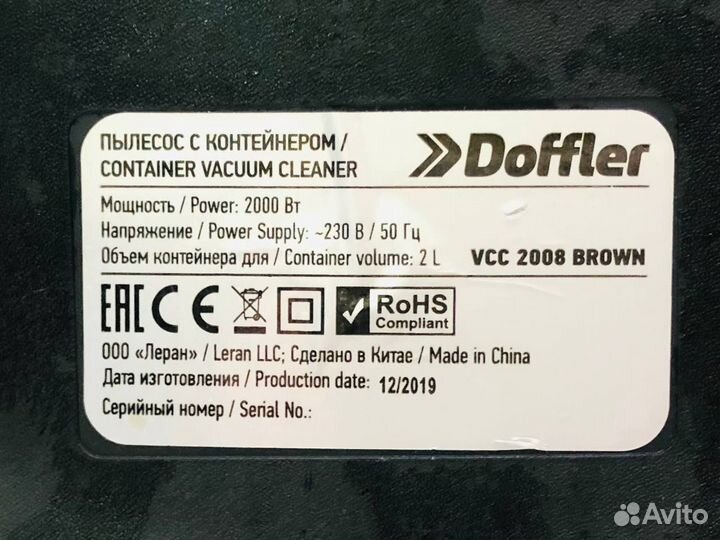 ПЫЛЕСОС С КОНТЕЙНЕРОМ /
CONTAINER VACUUM CLEANER
Doffler
Мощность / Power: 2000 Вт
Напряжение / Power Supply: ~230 В / 50 Гц
Объем контейнера для / Container volume: 2 L
VCC 2008 BROWN
EAC CE
RoHS
Compliant
ООО «Леран» / Leran LLC; Сделано в Китае / Made in China
Дата изготовления / Production date: 12/2019
Серийный номер / Serial No.:
Avito